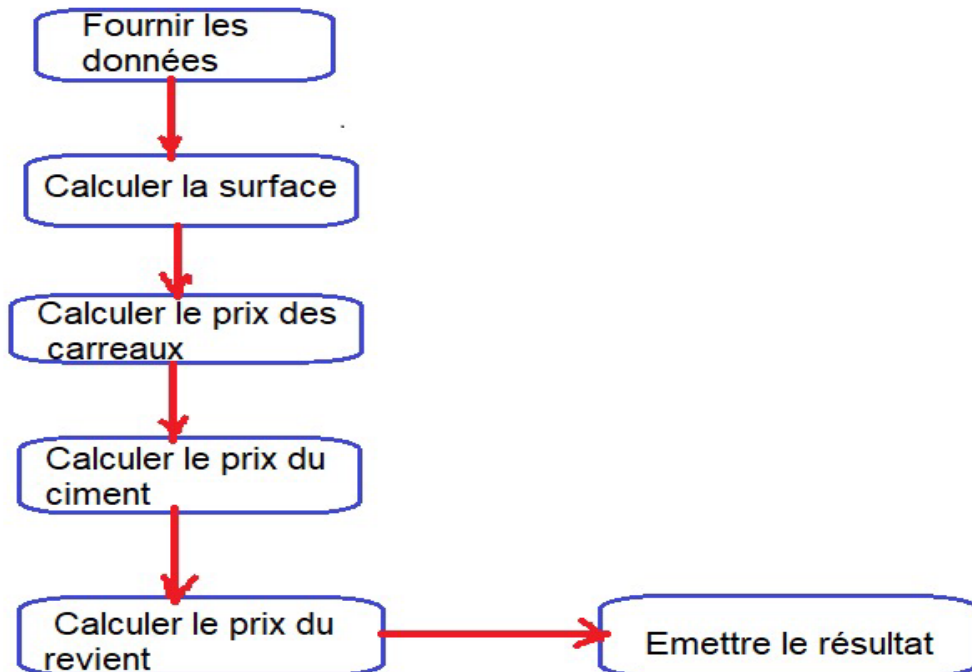 Fournir les
données
Calculer la surface
Calculer le prix des
carreaux
Calculer le prix du
ciment
Calculer le prix du
revient
Emettre le résultat